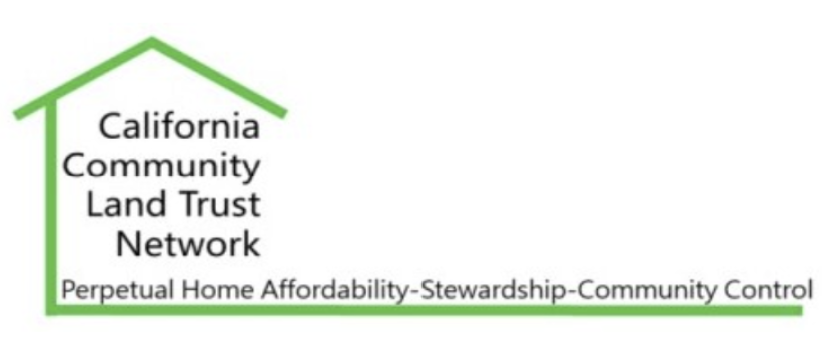 California
Community
Land Trust
Network
Perpetual Home Affordability-Stewardship-Community Control